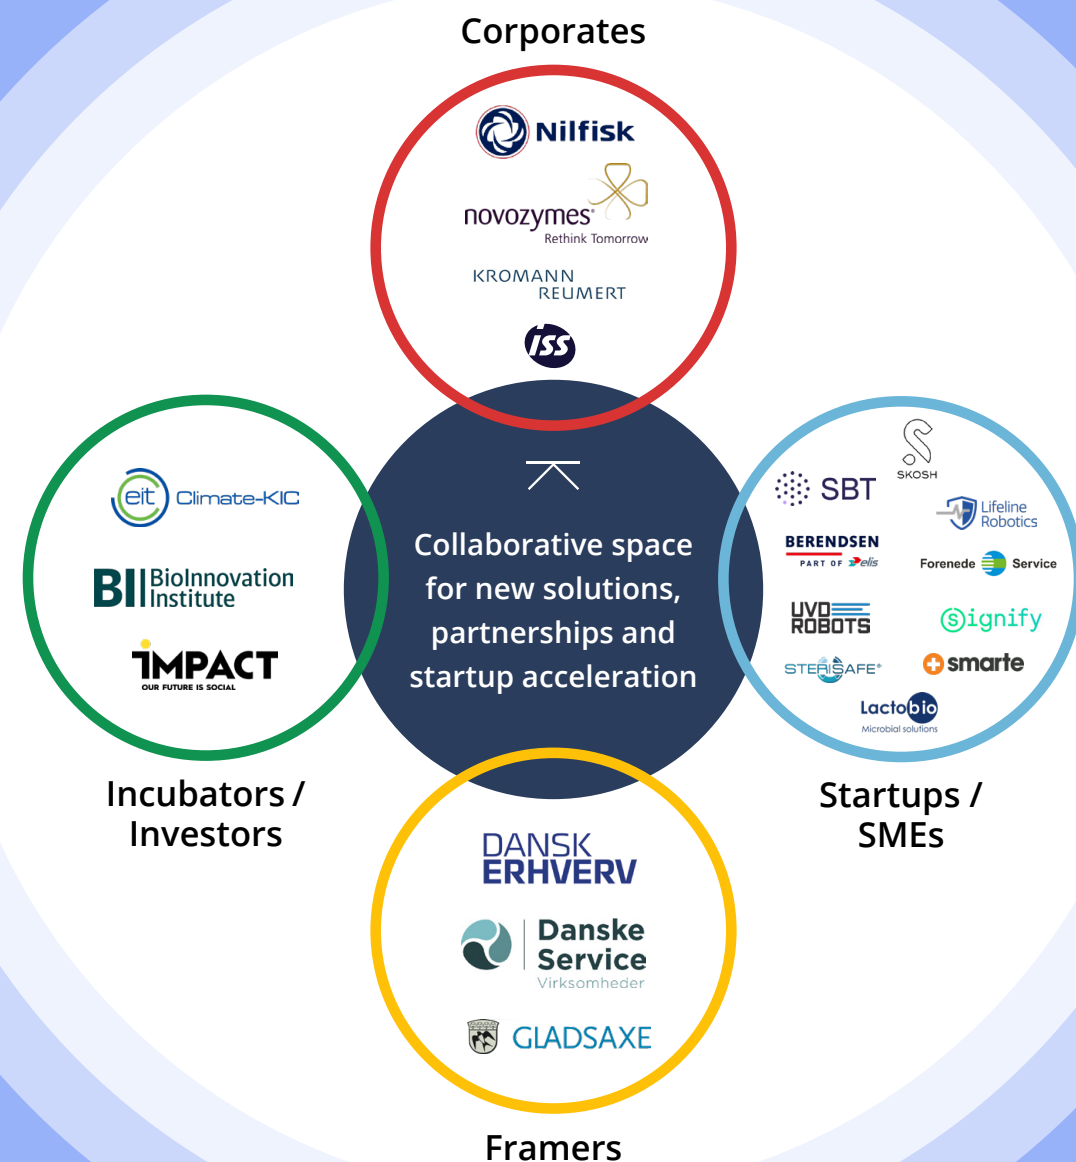 Corporates
Nilfisk
novozymes
Rethink Tomorrow
KROMANN
REUMERT
iss
eit Climate-KIC
BII BioInnovation
Institute
IMPACT
OUR FUTURE IS SOCIAL
Incubators /
Investors
Collaborative space
for new solutions,
partnerships and
startup acceleration
SKOSH
SBT
Lifeline
Robotics
BERENDSEN
PART OF elis
Forenede Service
UVD
ROBOTS
Signify
STERISAFE®
smarte
Lactobio
Microbial solutions
Startups /
SMEs
DANSK
ERHVERV
Danske
Service
Virksomheder
GLADSAXE
Framers